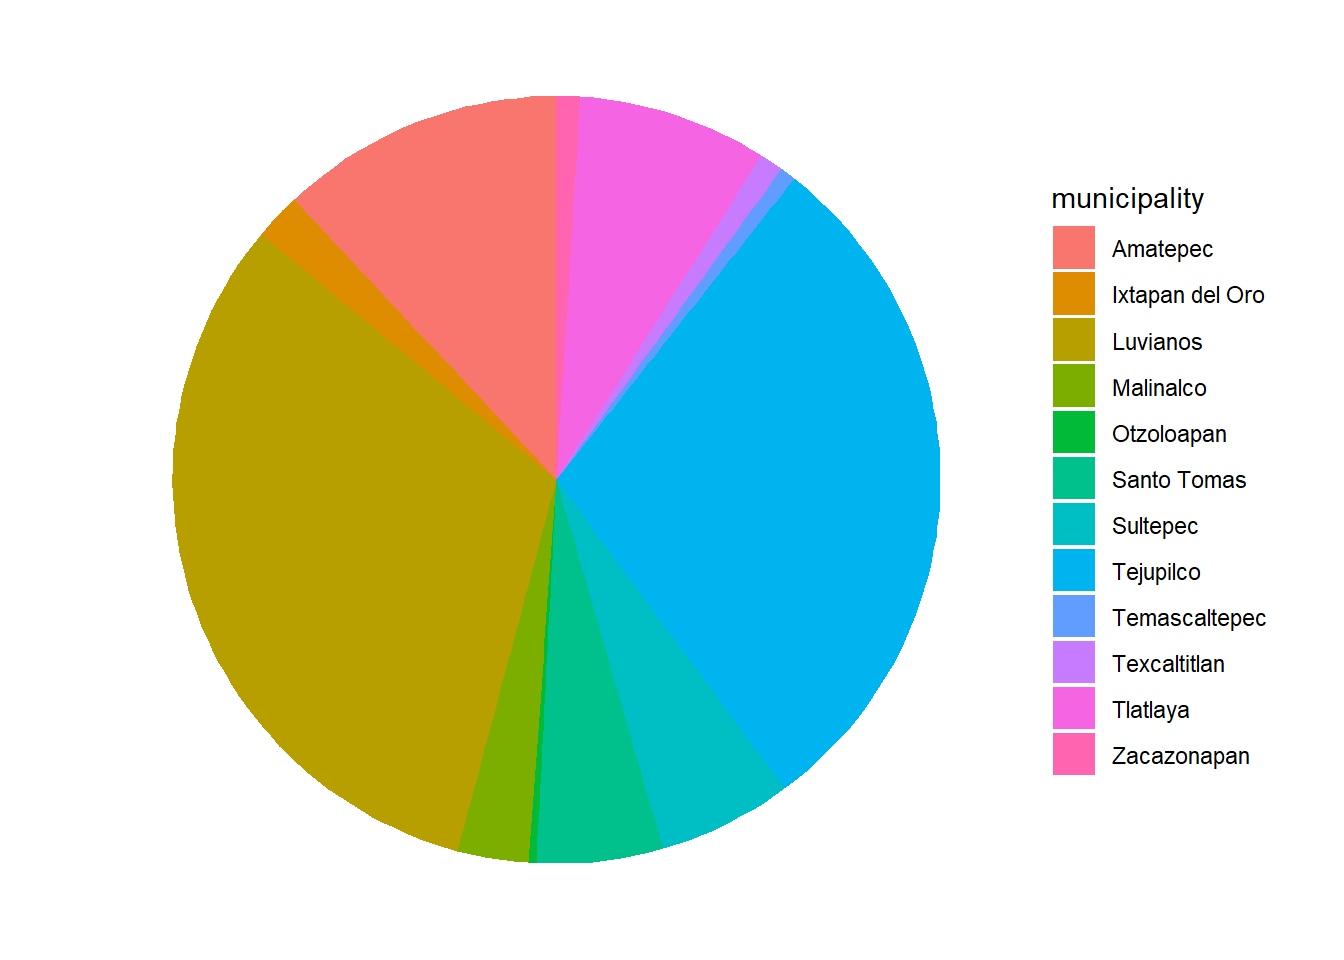 municipality
Amatepec
Ixtapan del Oro
Luvianos
Malinalco
Otzoloapan
Santo Tomas
Sultepec
Tejupilco
Temascaltepec
Texcaltitlan
Tlatlaya
Zacazonapan